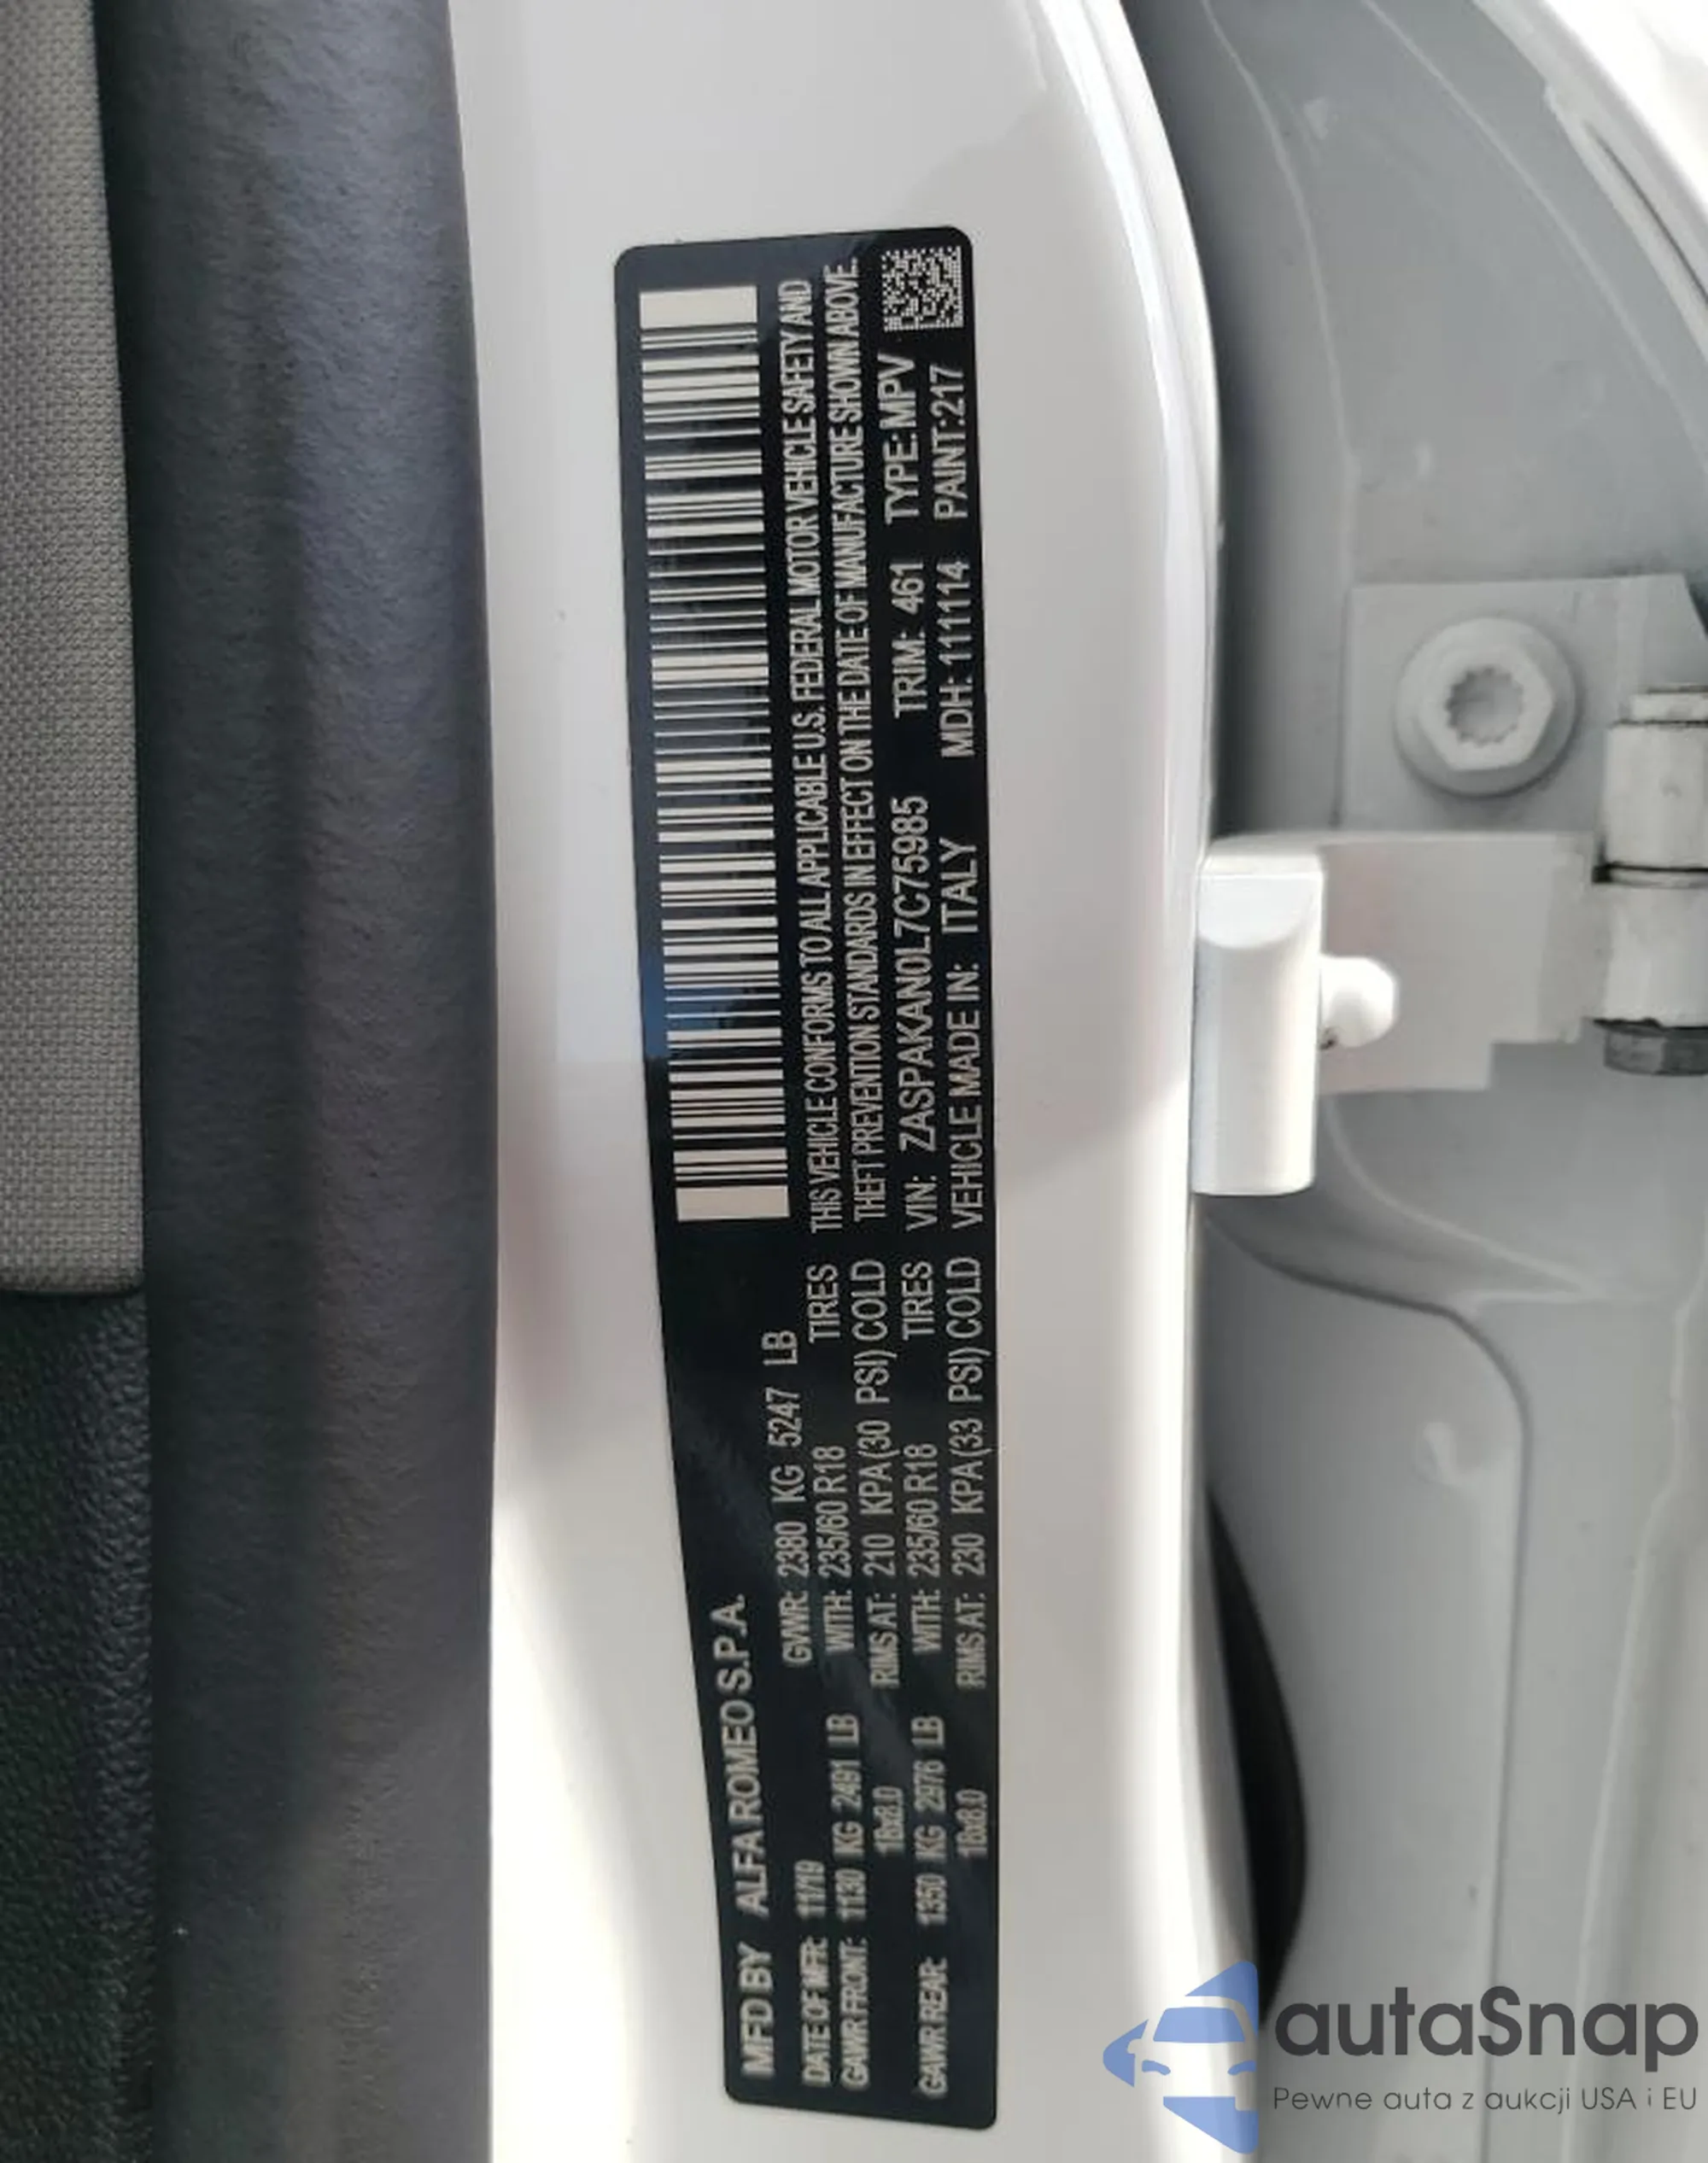 MFD BY ALFA ROMEO S.P.A.
DATE OF MFR: 11/19 GVWR: 2380 KG 5247 LB
GAWR FRONT: 1130 KG 2491 LB WITH: 235/60 R18 TIRES
18x8.0 RIMS AT: 210 KPA(30 PSI) COLD
GAWR REAR: 1350 KG 2976 LB WITH: 235/60 R18 TIRES
18x8.0 RIMS AT: 230 KPA(33 PSI) COLD
THIS VEHICLE CONFORMS TO ALL APPLICABLE U.S. FEDERAL MOTOR VEHICLE SAFETY AND
THEFT PREVENTION STANDARDS IN EFFECT ON THE DATE OF MANUFACTURE SHOWN ABOVE.
VIN: ZASPAKAN0L7C75985 TRIM: 461 TYPE: MPV
VEHICLE MADE IN: ITALY MDH: 111114 PAINT:217
autaSnap
Pewne auta z aukcji USA i EU